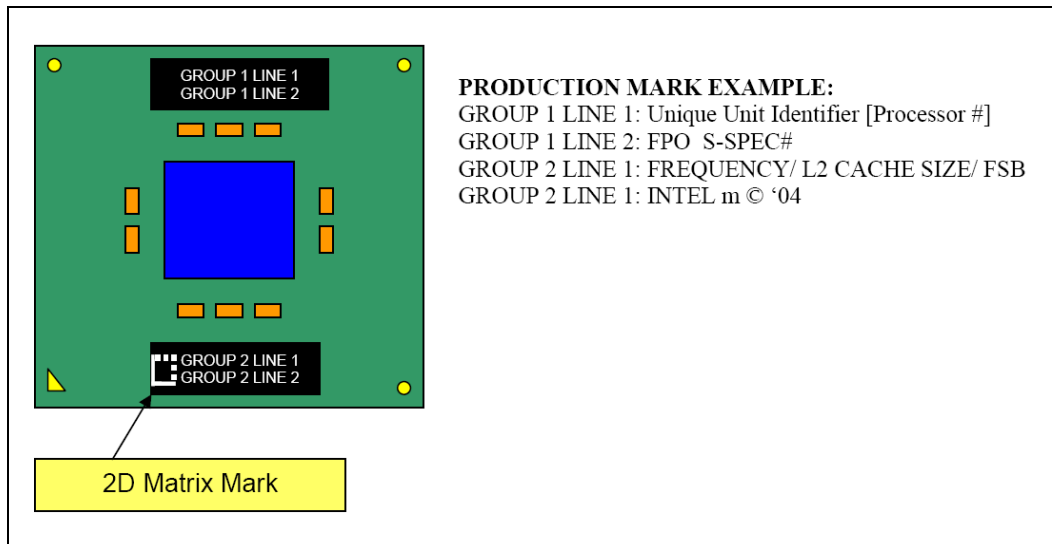 GROUP 1 LINE 1
GROUP 1 LINE 2
PRODUCTION MARK EXAMPLE:
GROUP 1 LINE 1: Unique Unit Identifier [Processor #]
GROUP 1 LINE 2: FPO  S-SPEC#
GROUP 2 LINE 1: FREQUENCY/ L2 CACHE SIZE/ FSB
GROUP 2 LINE 1: INTEL m © ‘04
GROUP 2 LINE 1
GROUP 2 LINE 2
2D Matrix Mark